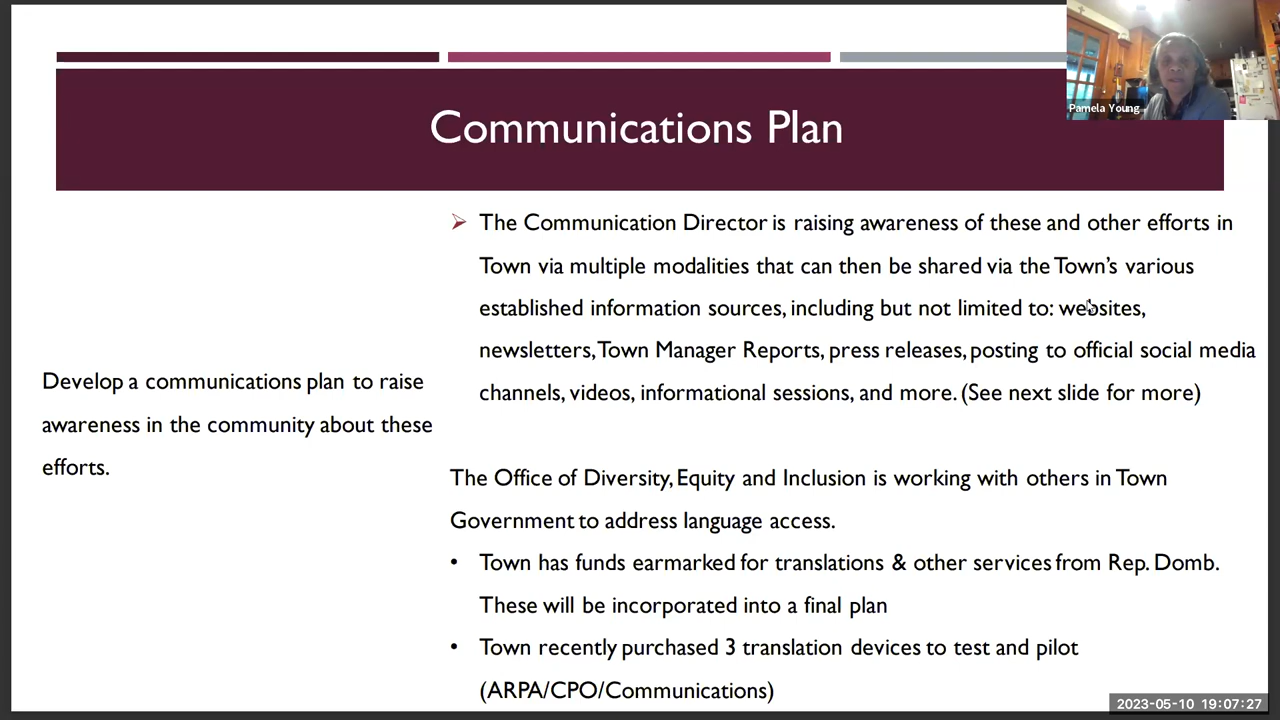 Communications Plan
Pamela Young
Develop a communications plan to raise
awareness in the community about these
efforts.
The Communication Director is raising awareness of these and other efforts in
Town via multiple modalities that can then be shared via the Town's various
established information sources, including but not limited to: websites,
newsletters, Town Manager Reports, press releases, posting to official social media
channels, videos, informational sessions, and more. (See next slide for more)
The Office of Diversity, Equity and Inclusion is working with others in Town
Government to address language access.
• Town has funds earmarked for translations & other services from Rep. Domb.
These will be incorporated into a final plan
• Town recently purchased 3 translation devices to test and pilot
(ARPA/CPO/Communications)
2023-05-10 19:07:27